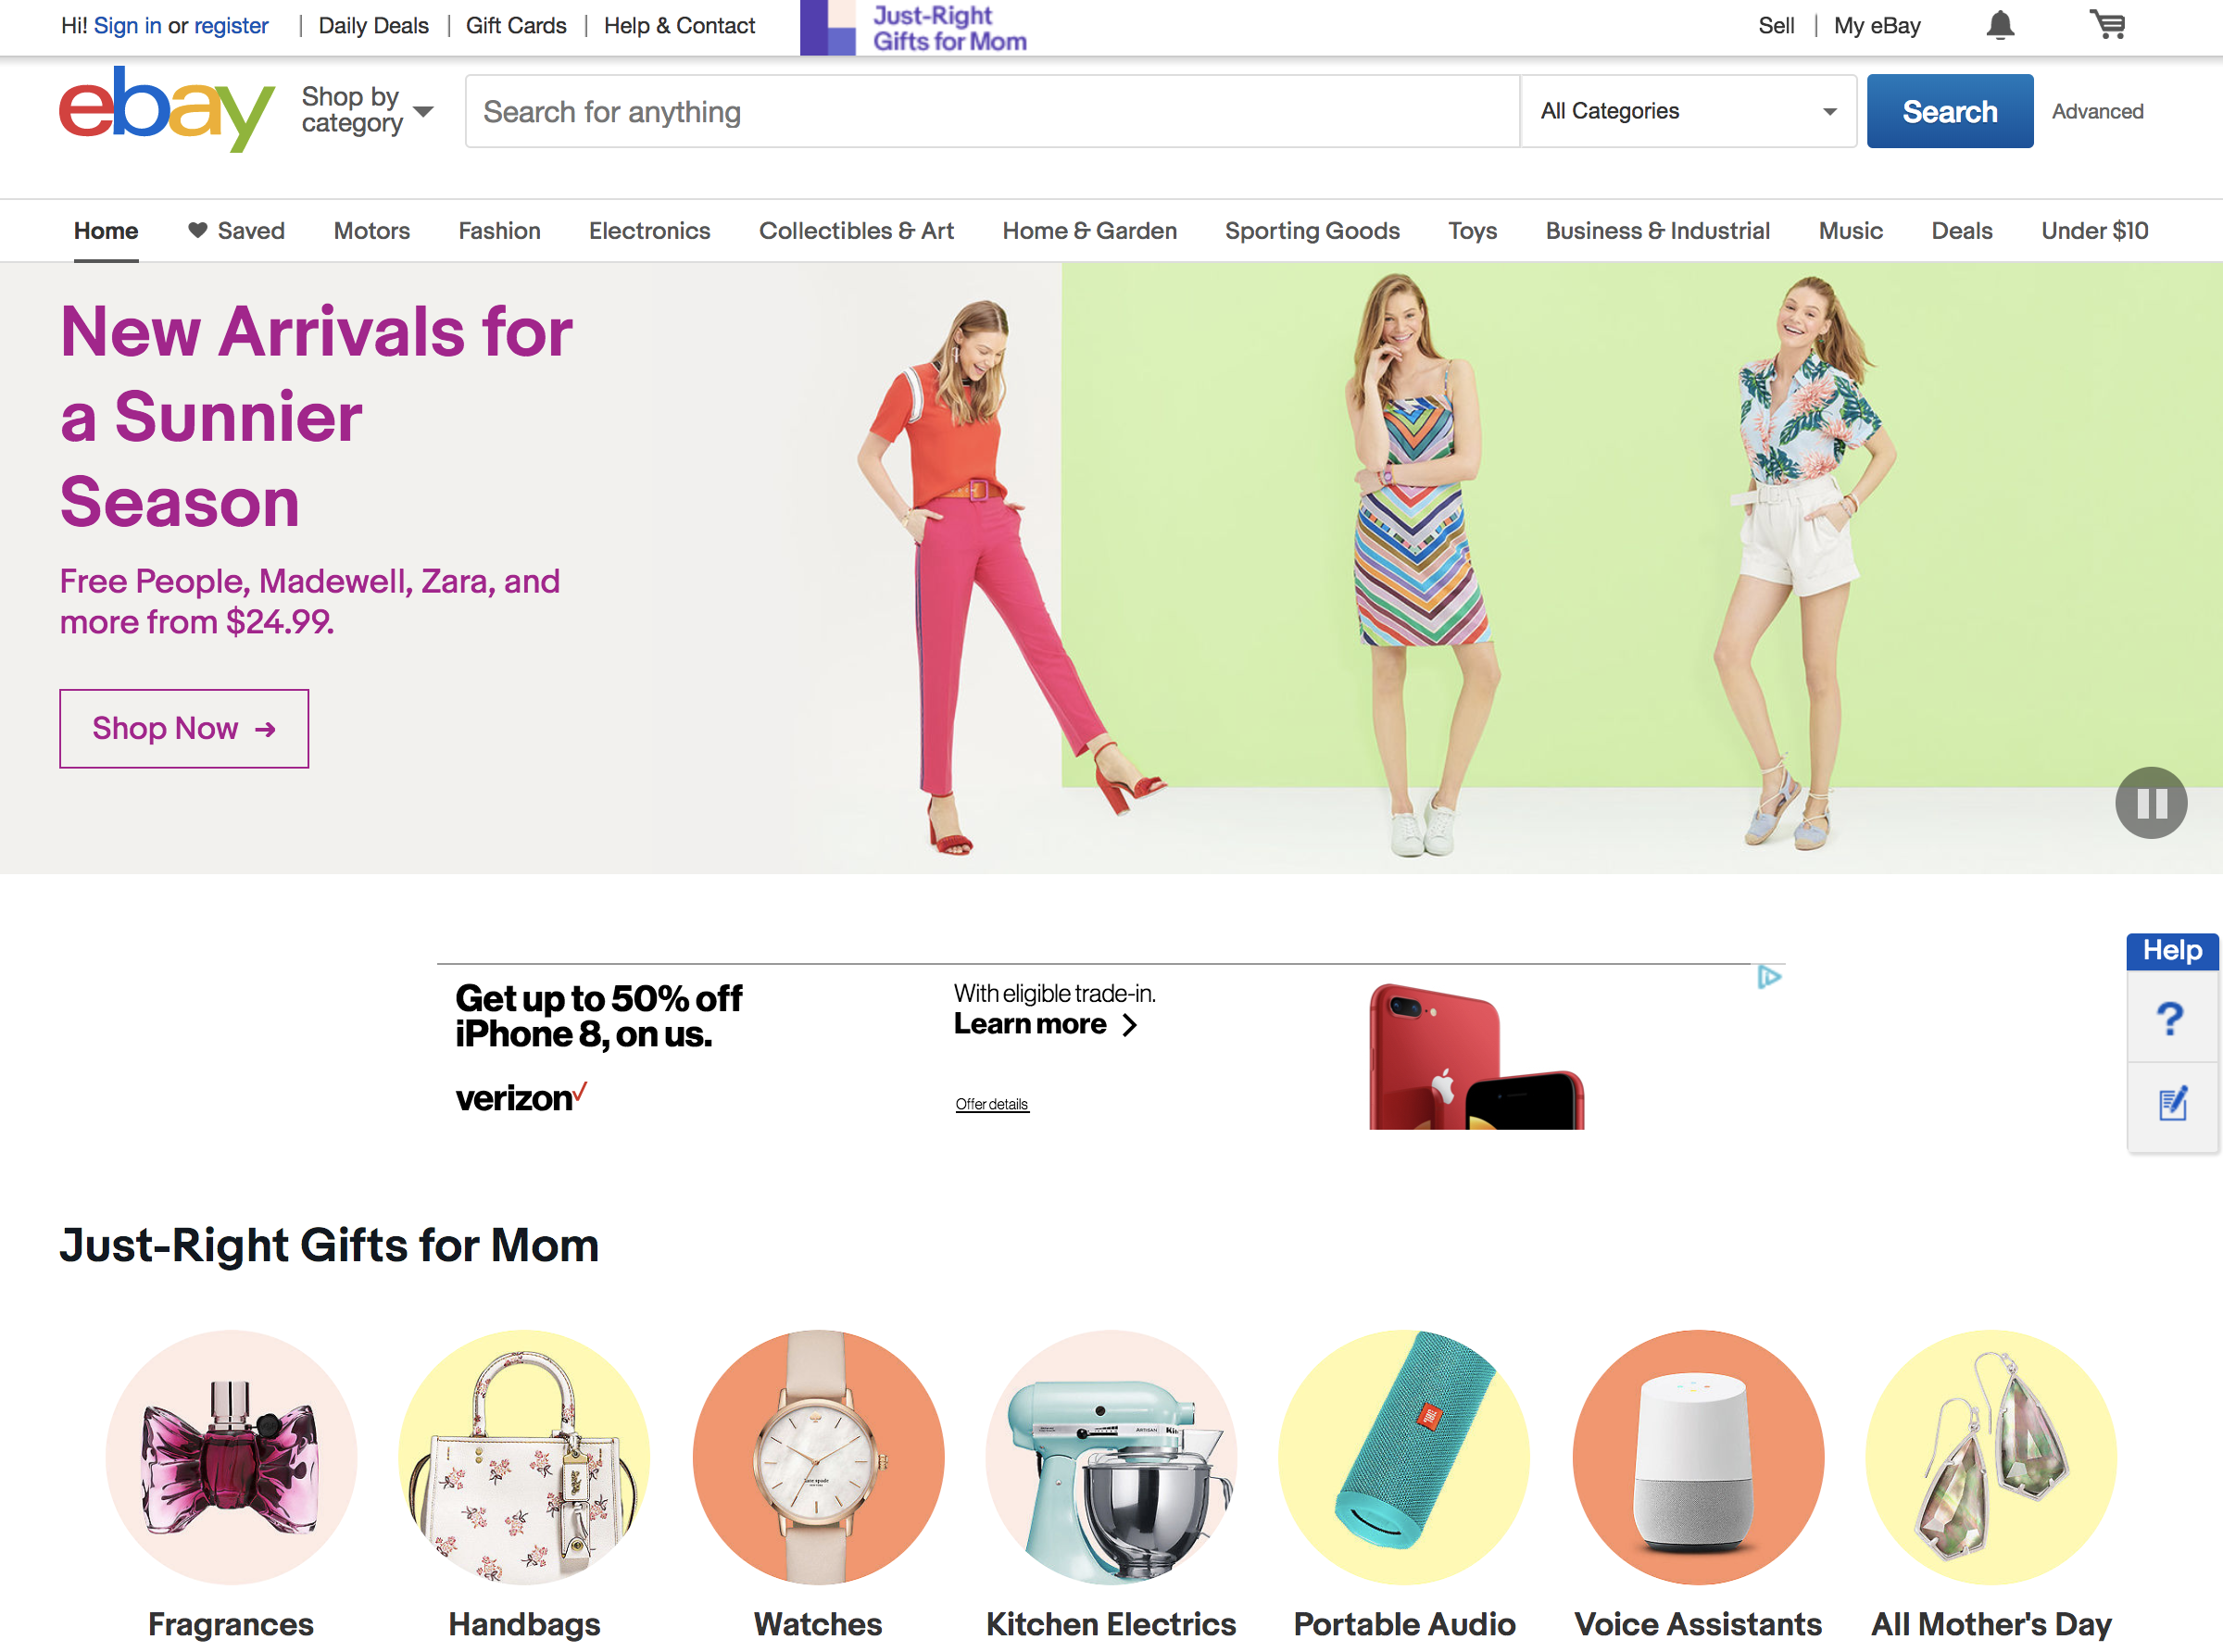 Hi! Sign in or register | Daily Deals | Gift Cards | Help & Contact
Just-Right
Gifts for Mom
Sell | My eBay
ebay
Shop by
category
Search for anything
All Categories
Search
Advanced
Home
Saved
Motors
Fashion
Electronics
Collectibles & Art
Home & Garden
Sporting Goods
Toys
Business & Industrial
Music
Deals
Under $10
New Arrivals for
a Sunnier
Season
Free People, Madewell, Zara, and
more from $24.99.
Shop Now →
Help
?
Get up to 50% off
iPhone 8, on us.
verizon✓
With eligible trade-in.
Learn more >
Offer details
Just-Right Gifts for Mom
kate spade
ARTISAN
JBL
Fragrances
Handbags
Watches
Kitchen Electrics
Portable Audio
Voice Assistants
All Mother's Day